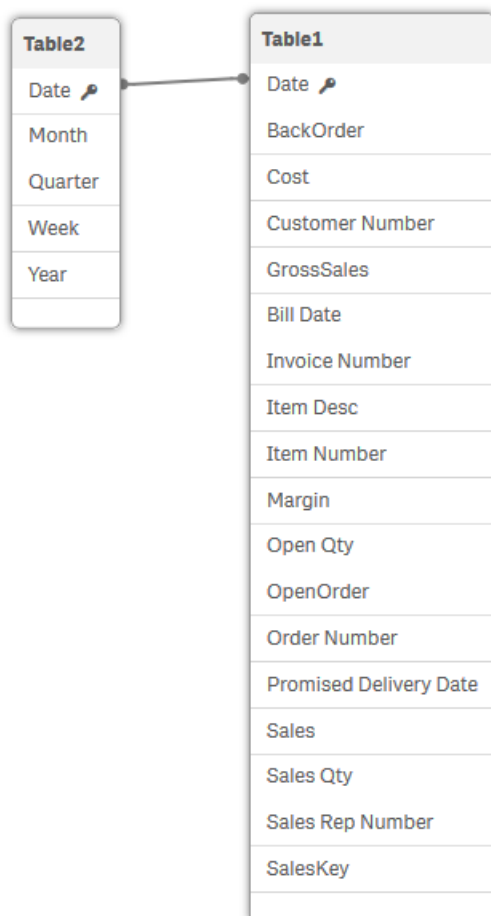 Table2
Date
Month
Quarter
Week
Year
Table1
Date
BackOrder
Cost
Customer Number
GrossSales
Bill Date
Invoice Number
Item Desc
Item Number
Margin
Open Qty
OpenOrder
Order Number
Promised Delivery Date
Sales
Sales Qty
Sales Rep Number
SalesKey